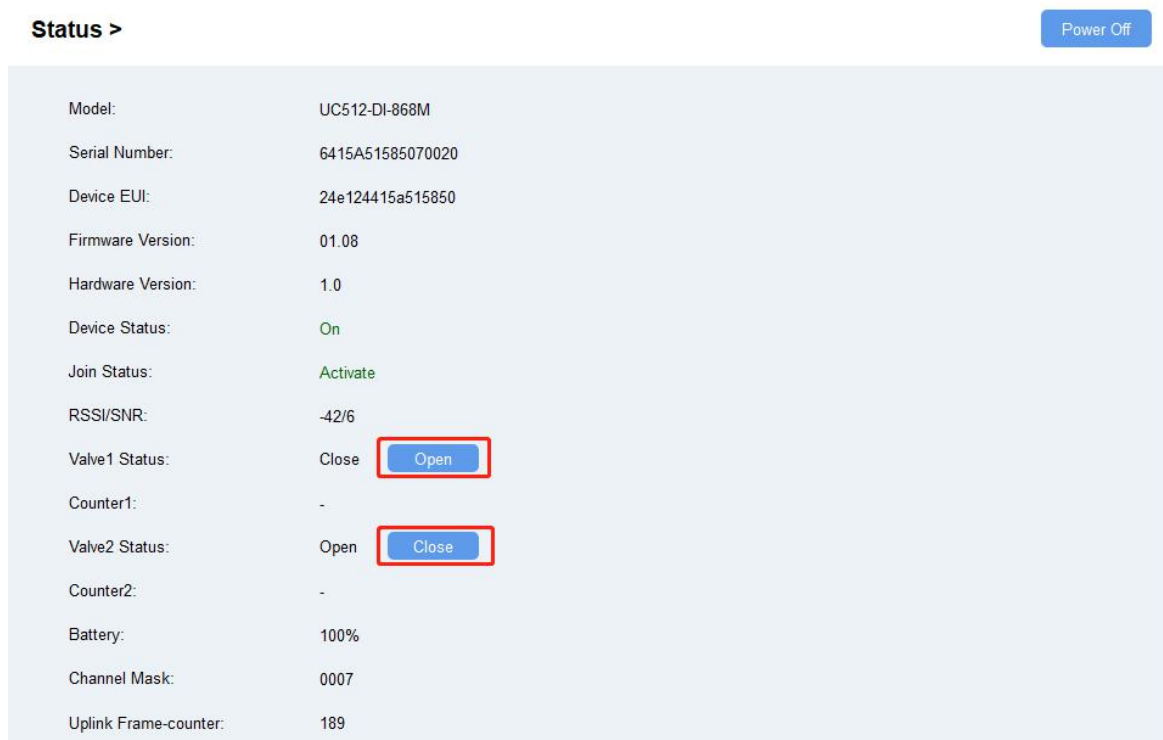 Status >
Power Off
Model: UC512-DI-868M
Serial Number: 6415A51585070020
Device EUI: 24e124415a515850
Firmware Version: 01.08
Hardware Version: 1.0
Device Status: On
Join Status: Activate
RSSI/SNR: -42/6
Valve1 Status: Close Open
Counter1: -
Valve2 Status: Open Close
Counter2: -
Battery: 100%
Channel Mask: 0007
Uplink Frame-counter: 189